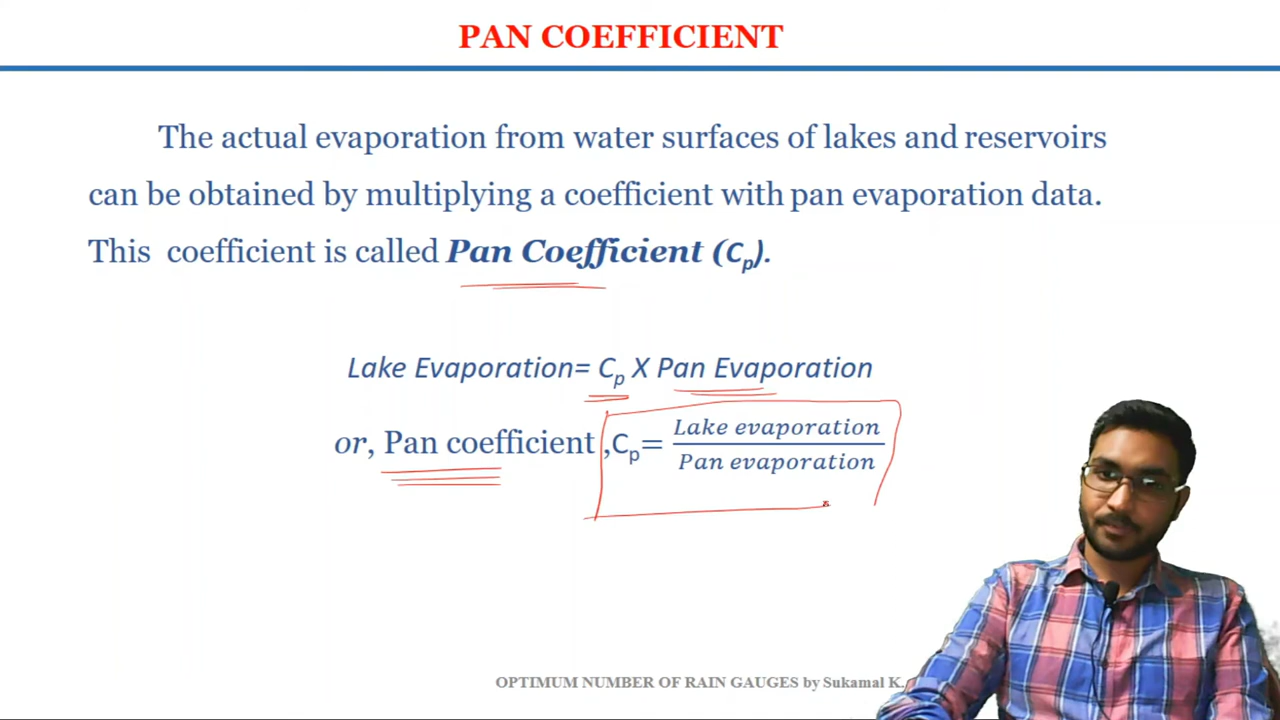 PAN COEFFICIENT
The actual evaporation from water surfaces of lakes and reservoirs
can be obtained by multiplying a coefficient with pan evaporation data.
This coefficient is called Pan Coefficient (Cp).
Lake Evaporation= Cp X Pan Evaporation
or, Pan coefficient ,Cp= Lake evaporation
Pan evaporation
OPTIMUM NUMBER OF RAIN GAUGES by Sukamal K.